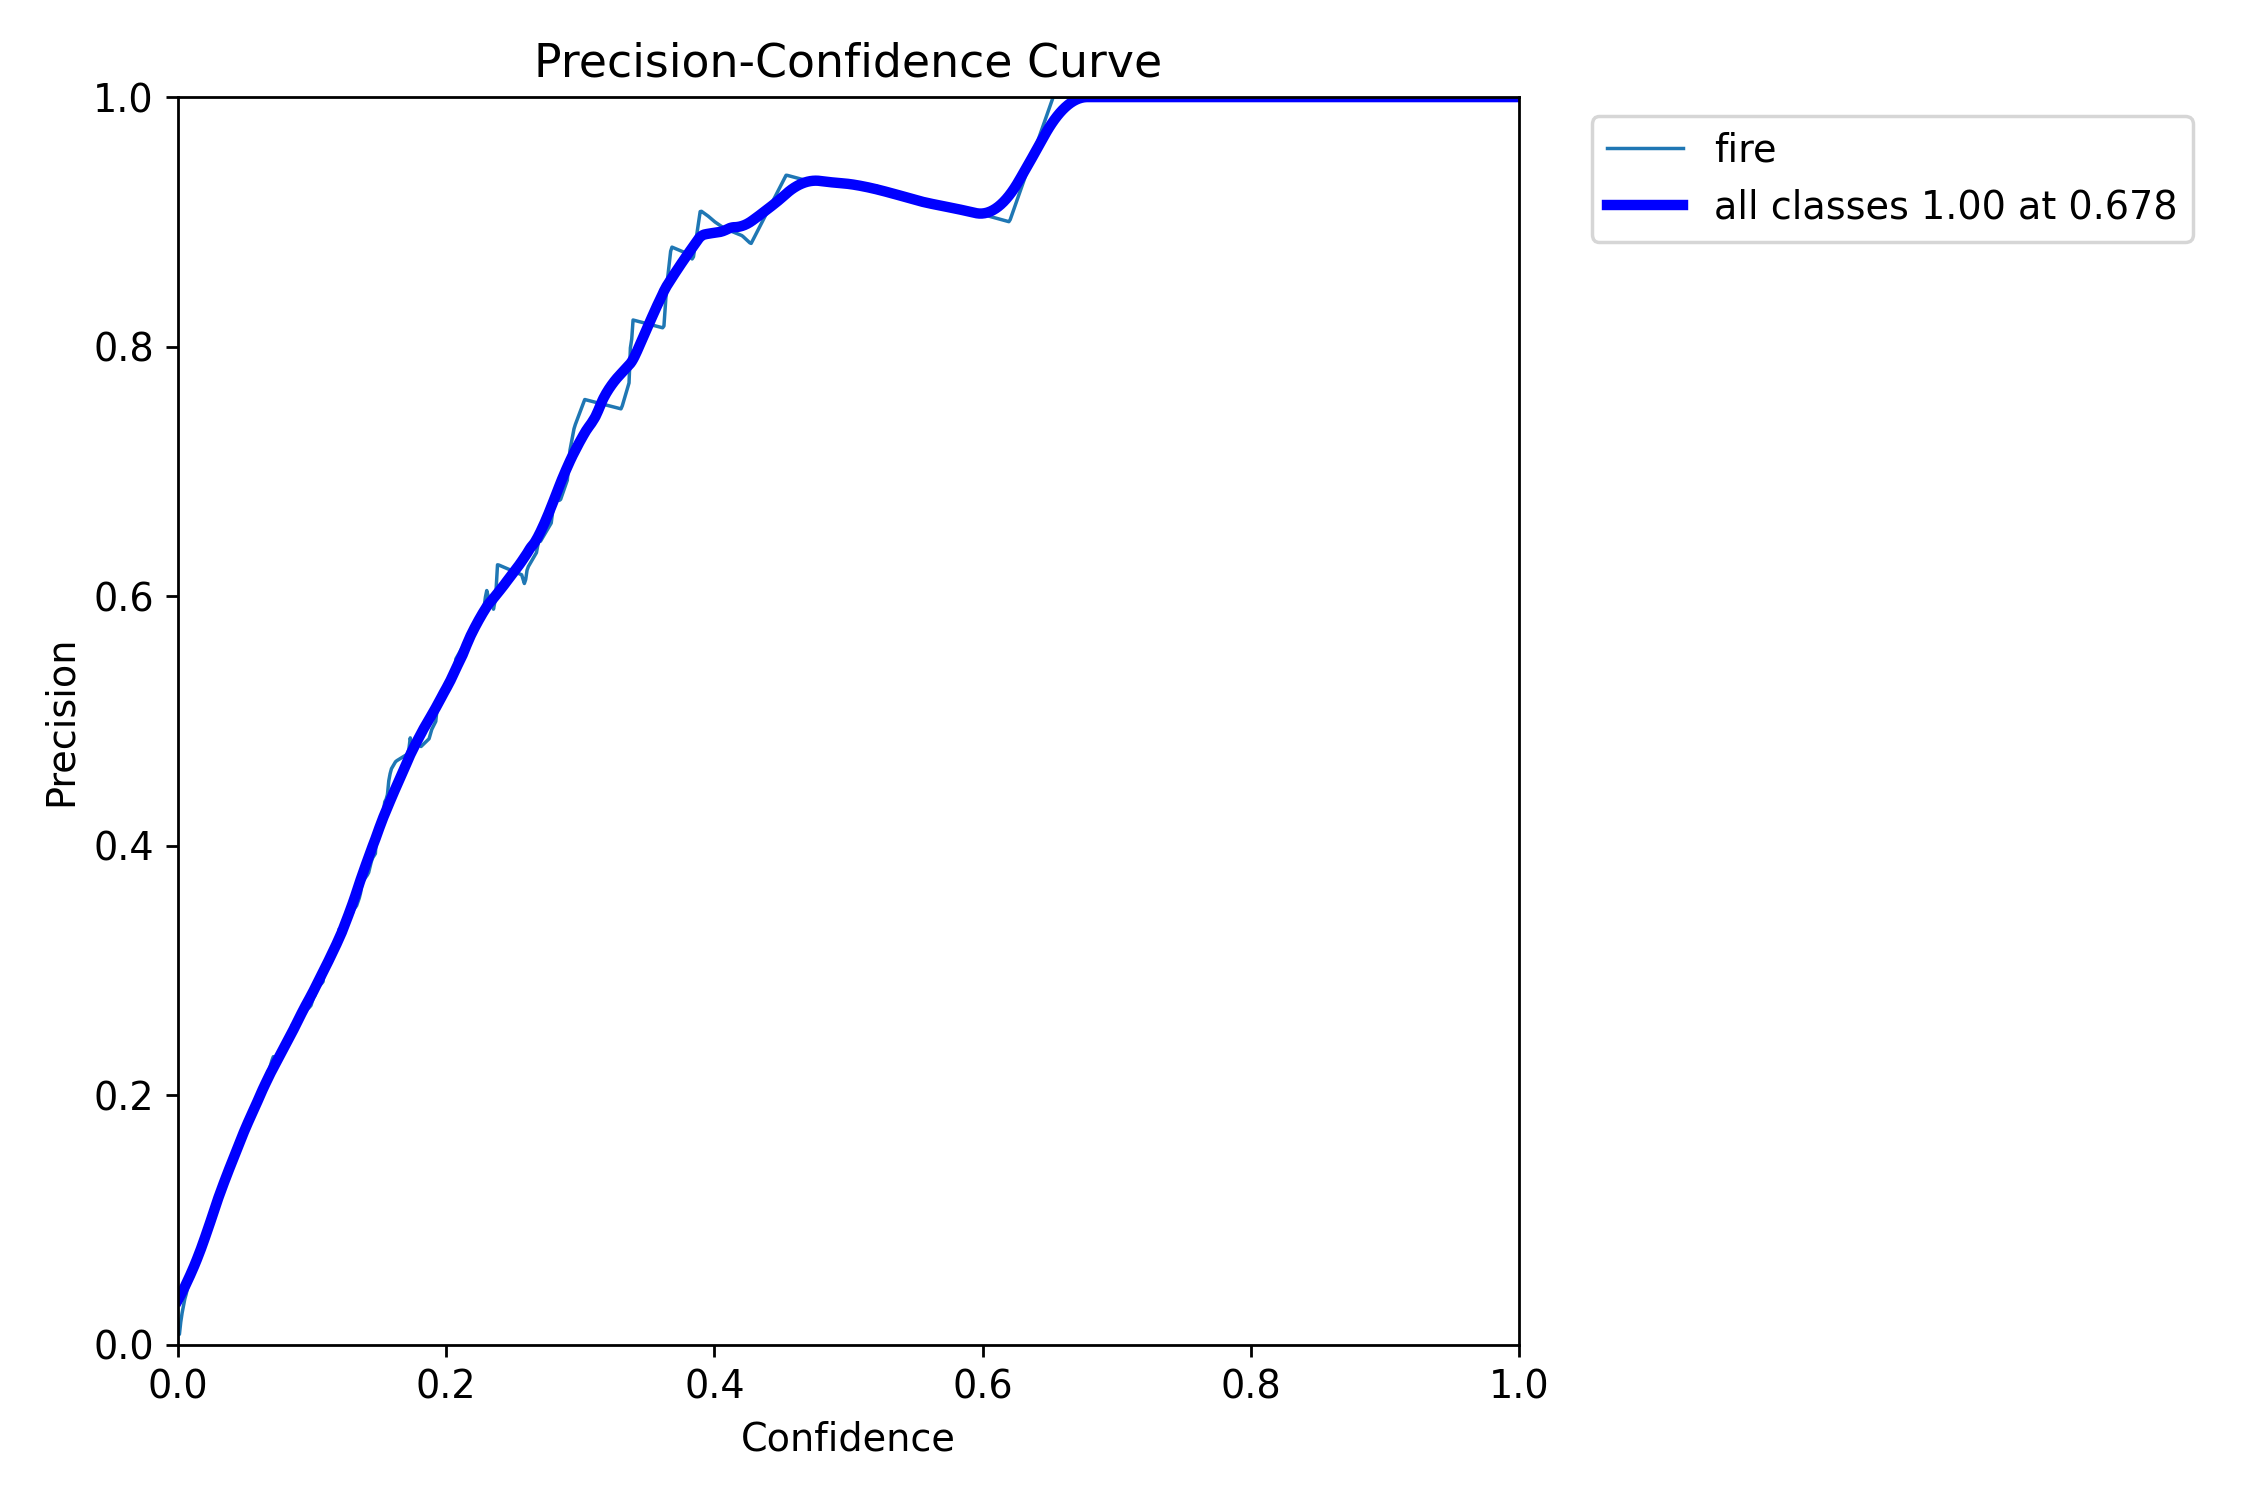 Precision-Confidence Curve
1.0
0.8
0.6
0.4
0.2
0.0
Precision
0.0 0.2 0.4 0.6 0.8 1.0
Confidence
fire
all classes 1.00 at 0.678